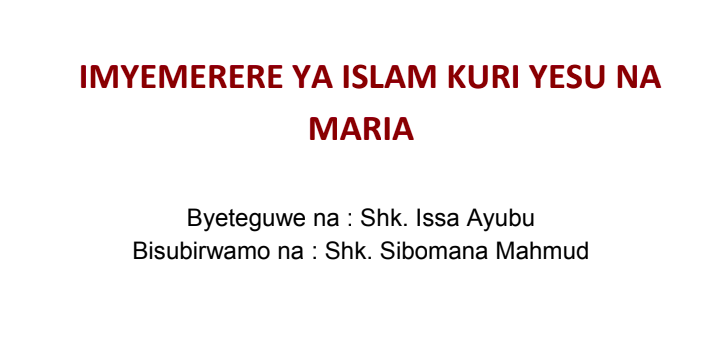 IMYEMERERE YA ISLAM KURI YESU NA
MARIA
Byeteguwe na : Shk. Issa Ayubu
Bisubirwamo na : Shk. Sibomana Mahmud